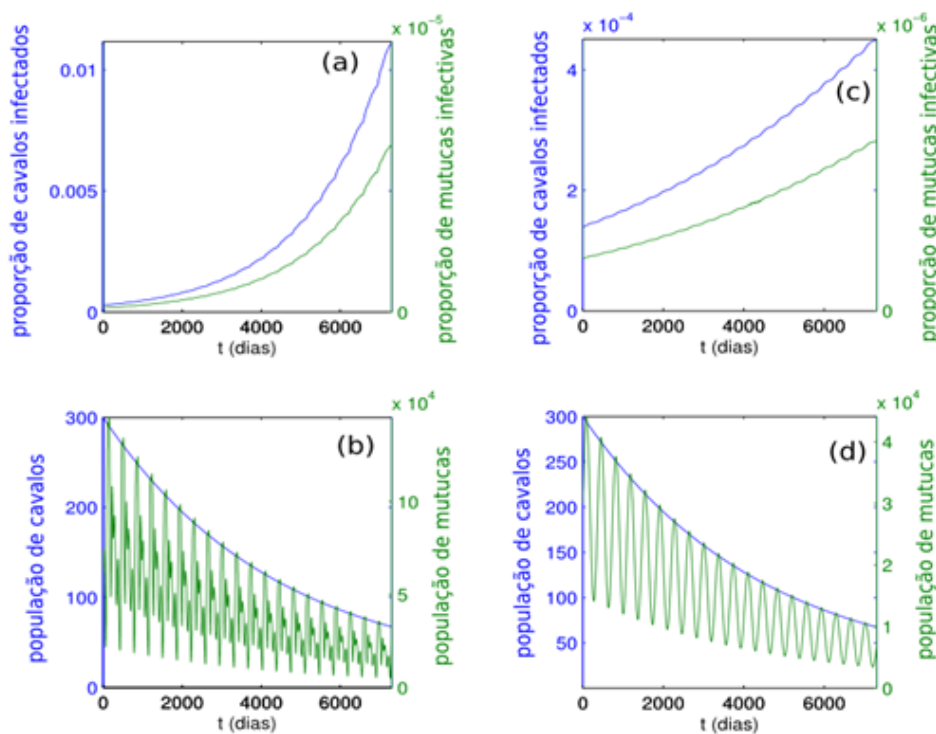 x 10⁻⁵
(a)
proporção de cavalos infectados
0.01
0.005
0
0
proporção de mutucas infectivas
0 2000 4000 6000
t (dias)
x 10⁻⁴
x 10⁻⁶
(c)
proporção de cavalos infectados
4
2
0
0
proporção de mutucas infectivas
0 2000 4000 6000
t (dias)
x 10⁴
(b)
população de cavalos
300
200
100
0
10
5
0
população de mutucas
0 2000 4000 6000
t (dias)
x 10⁴
(d)
população de cavalos
300
250
200
150
100
50
4
3
2
1
0
população de mutucas
0 2000 4000 6000
t (dias)